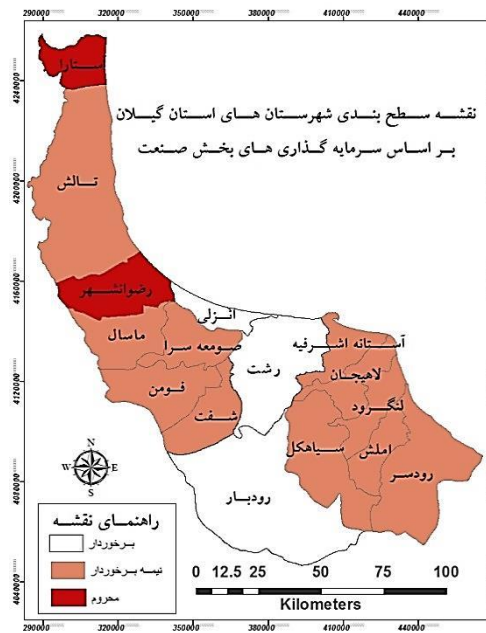 290000 320000 350000 380000 410000 440000
نقشه سطح بندی شهرستان های استان گیلان
بر اساس سرمایه گذاری های بخش صنعت
ستارا
تالش
رضوانشهر
انزلی
ماسال
صومعه سرا
رشت
آستانه اشرفیه
لاهیجان
فومن
لنگرود
شفت
سیاهکل
املش
رودسر
رودبار
4240000
4200000
4160000
4120000
4080000
4040000
N
W E
S
راهنمای نقشه
برخوردار
نیمه برخوردار
محروم
0 12.5 25 50 75 100
Kilometers
290000 320000 350000 380000 410000 440000